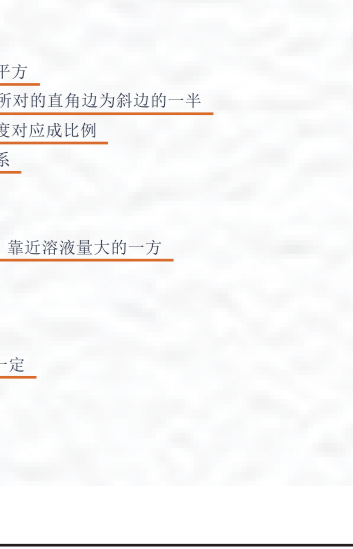 平方
所对的直角边为斜边的一半
度对应成比例
系
靠近溶液量大的一方
一定